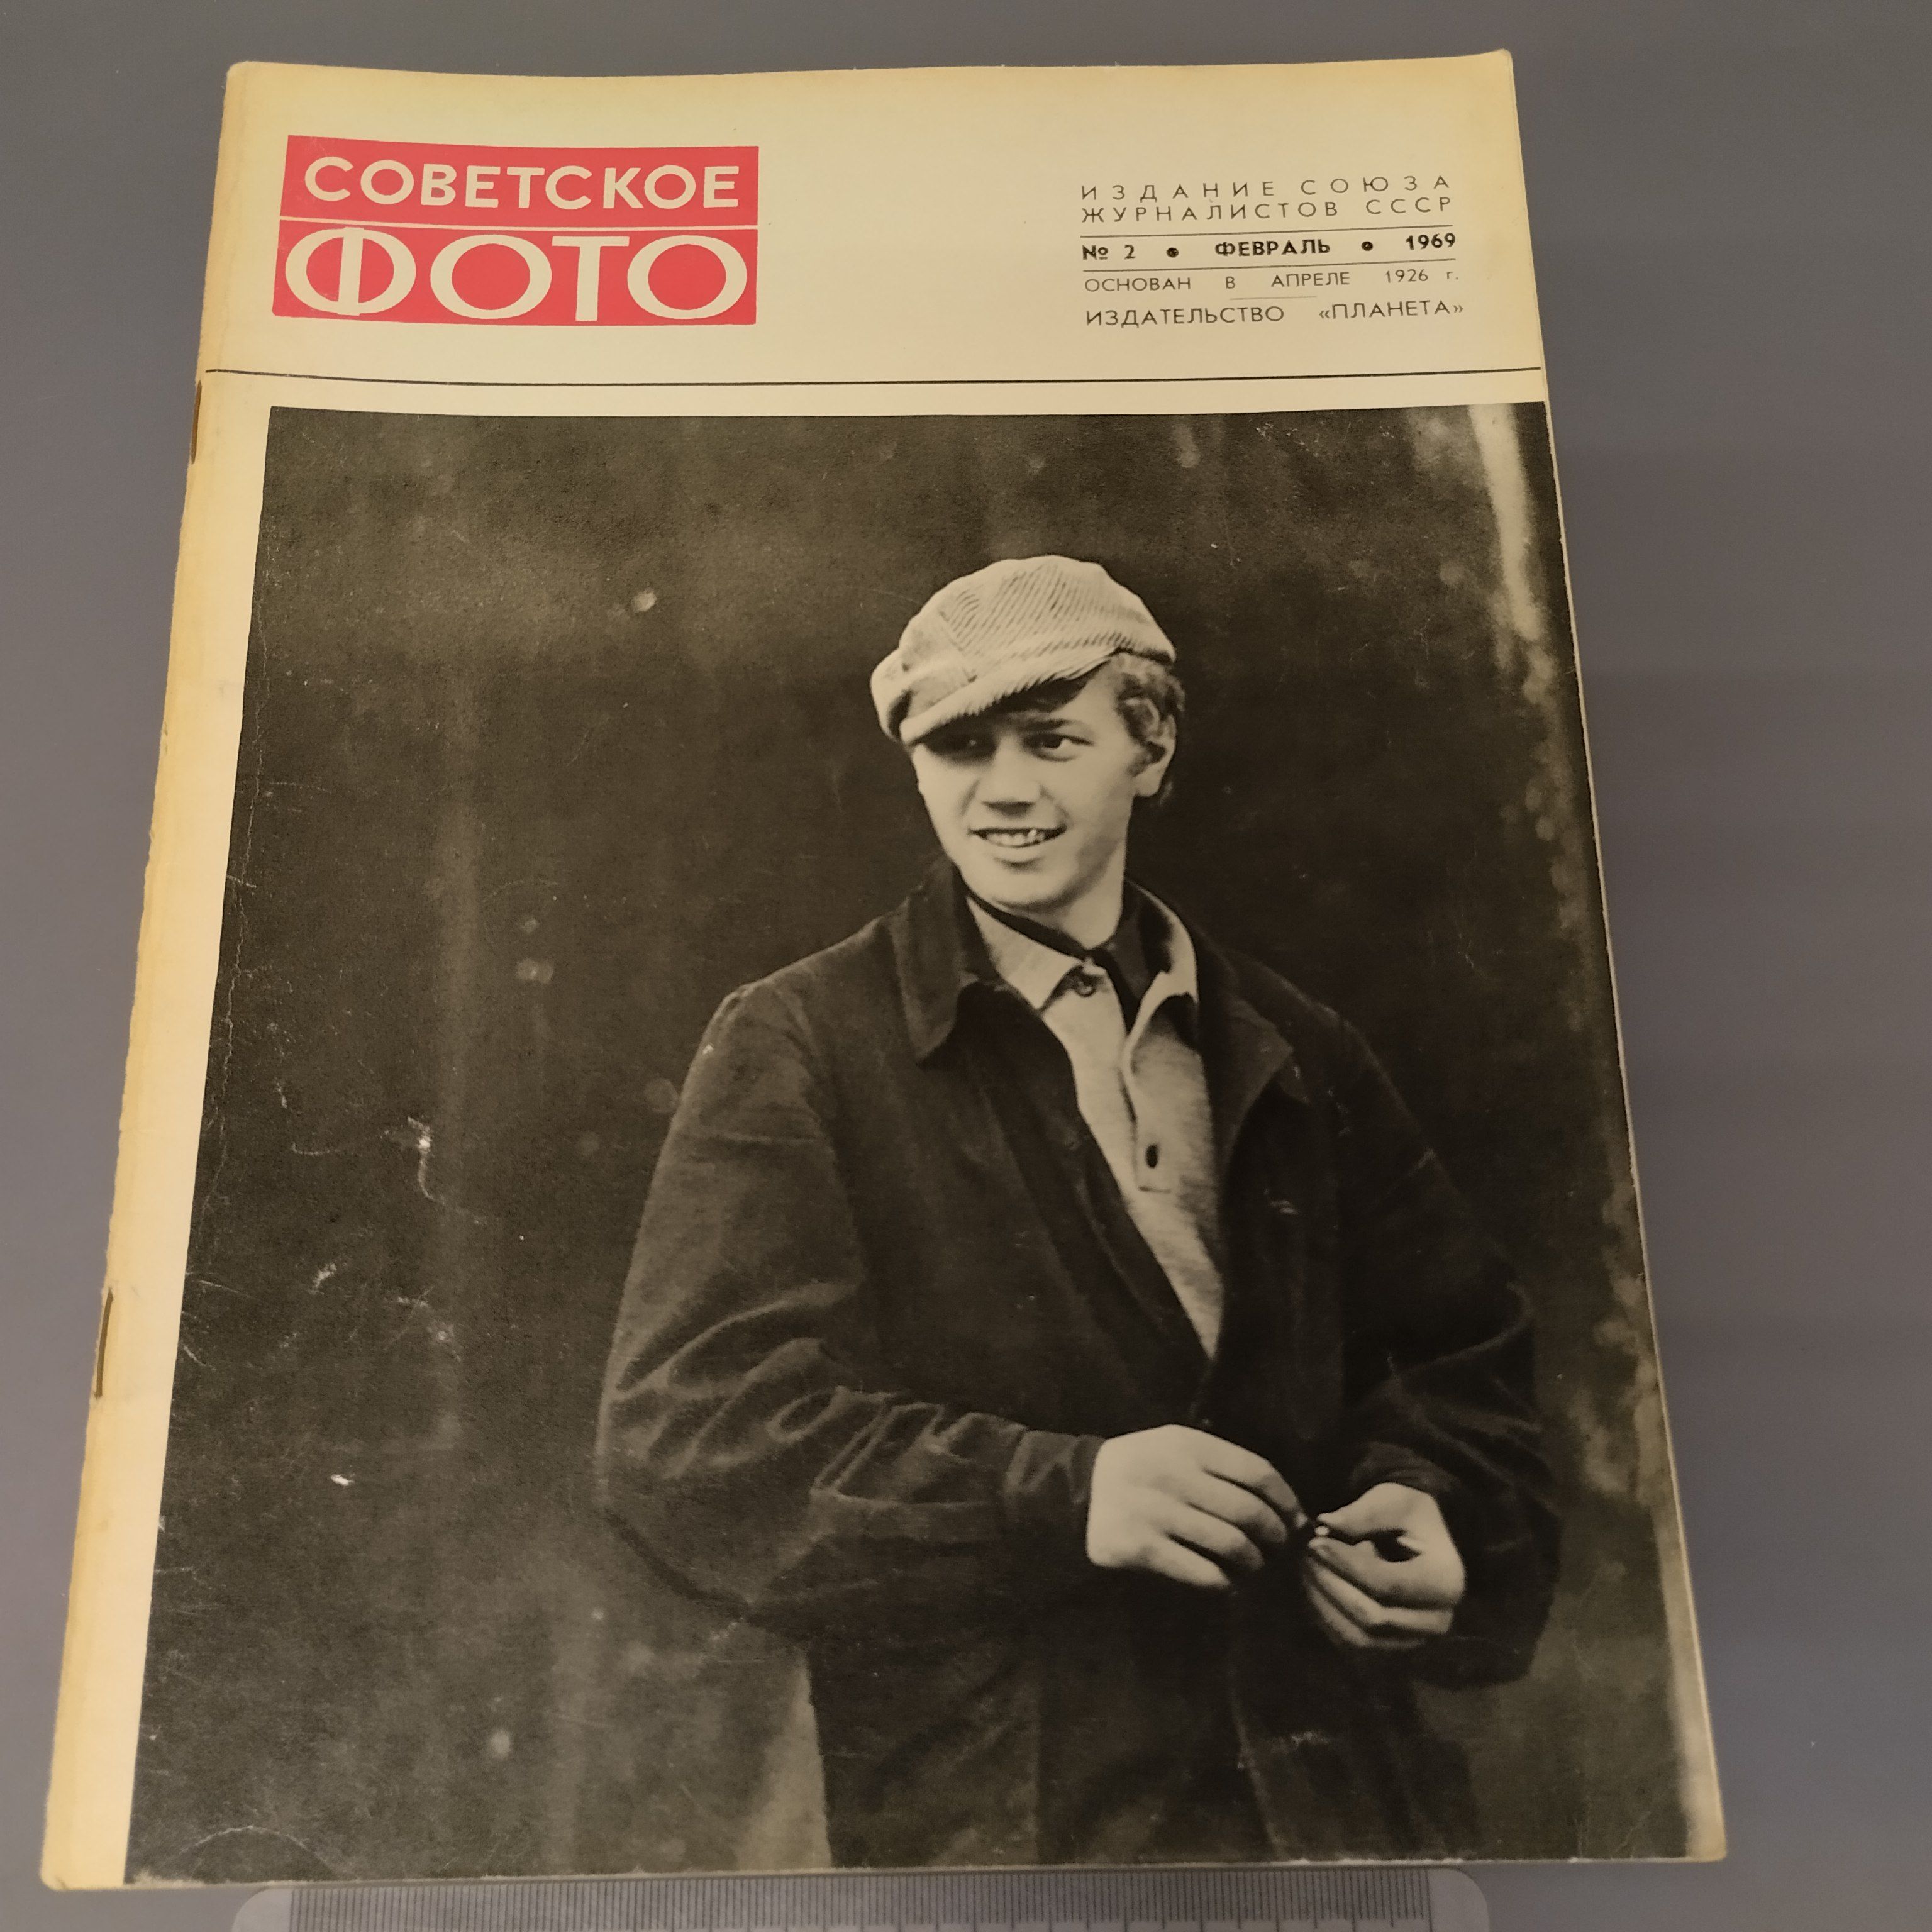 СОВЕТСКОЕ
ФОТО
ИЗДАНИЕ СОЮЗА
ЖУРНАЛИСТОВ СССР
№ 2 • ФЕВРАЛЬ • 1969
ОСНОВАН В АПРЕЛЕ 1926 г.
ИЗДАТЕЛЬСТВО «ПЛАНЕТА»